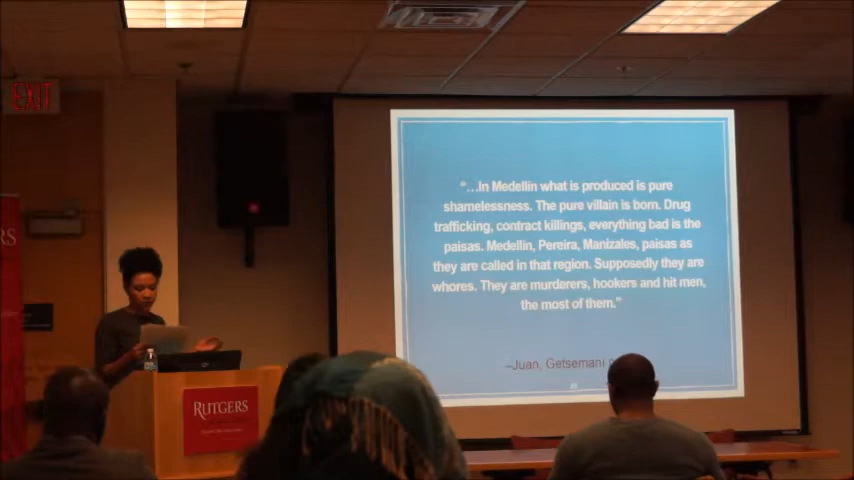 EXIT
RS
"...In Medellin what is produced is pure
shamelessness. The pure villain is born. Drug
trafficking, contract killings, everything bad is the
paisas. Medellin, Pereira, Manizales, paisas as
they are called in that region. Supposedly they are
whores. They are murderers, hookers and hit men,
the most of them."
–Juan, Getsemani
RUTGERS